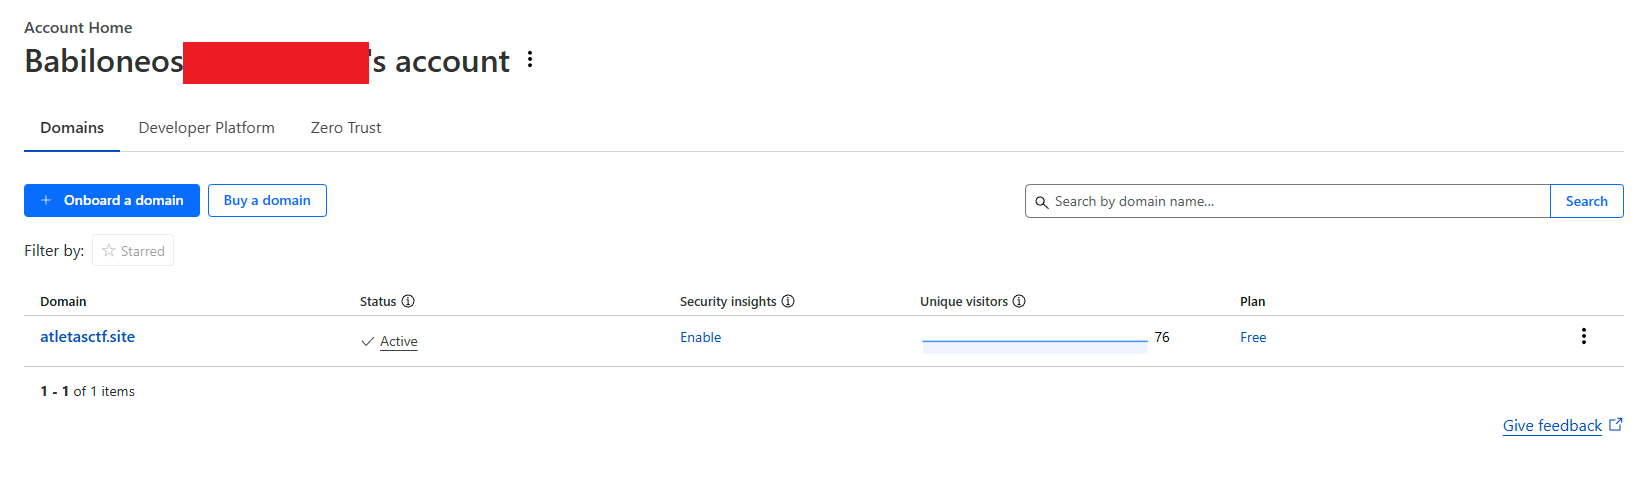 Account Home
Babiloneos 's account
Domains Developer Platform Zero Trust
+ Onboard a domain Buy a domain Search by domain name... Search
Filter by: Starred
Domain Status Security insights Unique visitors Plan
atletasctf.site Active Enable 76 Free
1 - 1 of 1 items
Give feedback